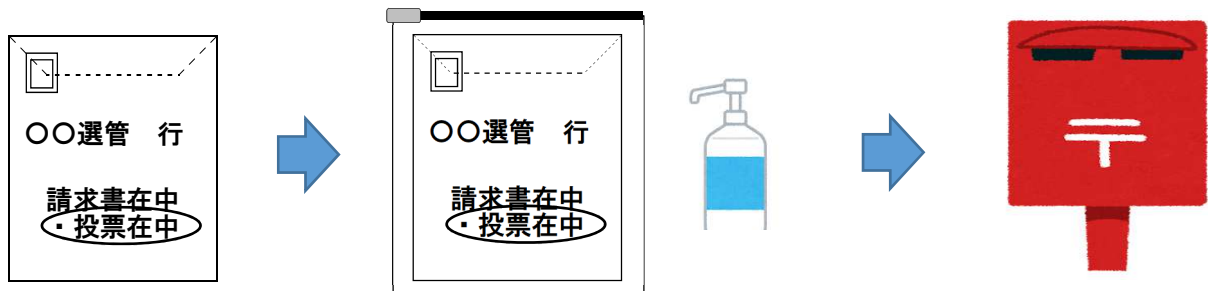 〇〇選管　行
請求書在中
・投票在中
〇〇選管　行
請求書在中
・投票在中
〒